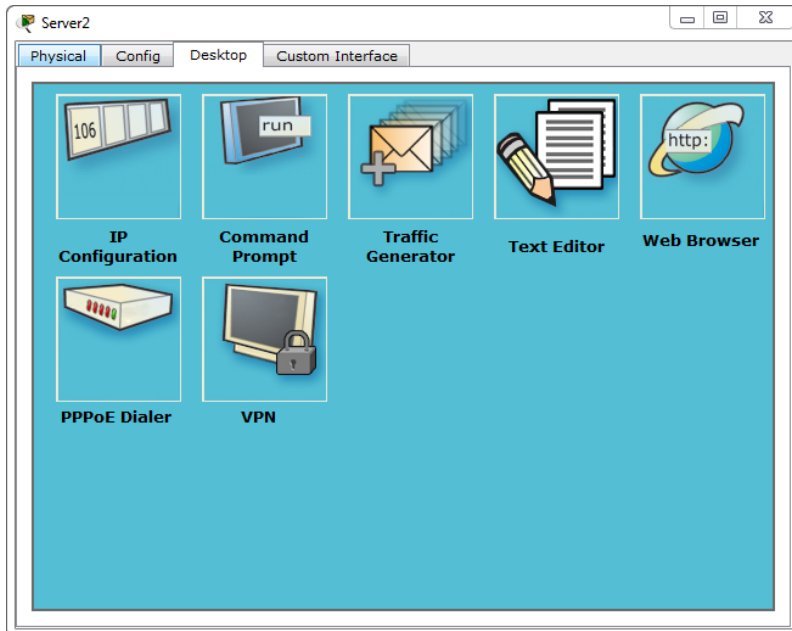 Server2
Physical Config Desktop Custom Interface
106
run
http:
IP
Configuration
Command
Prompt
Traffic
Generator
Text Editor
Web Browser
PPPoE Dialer
VPN